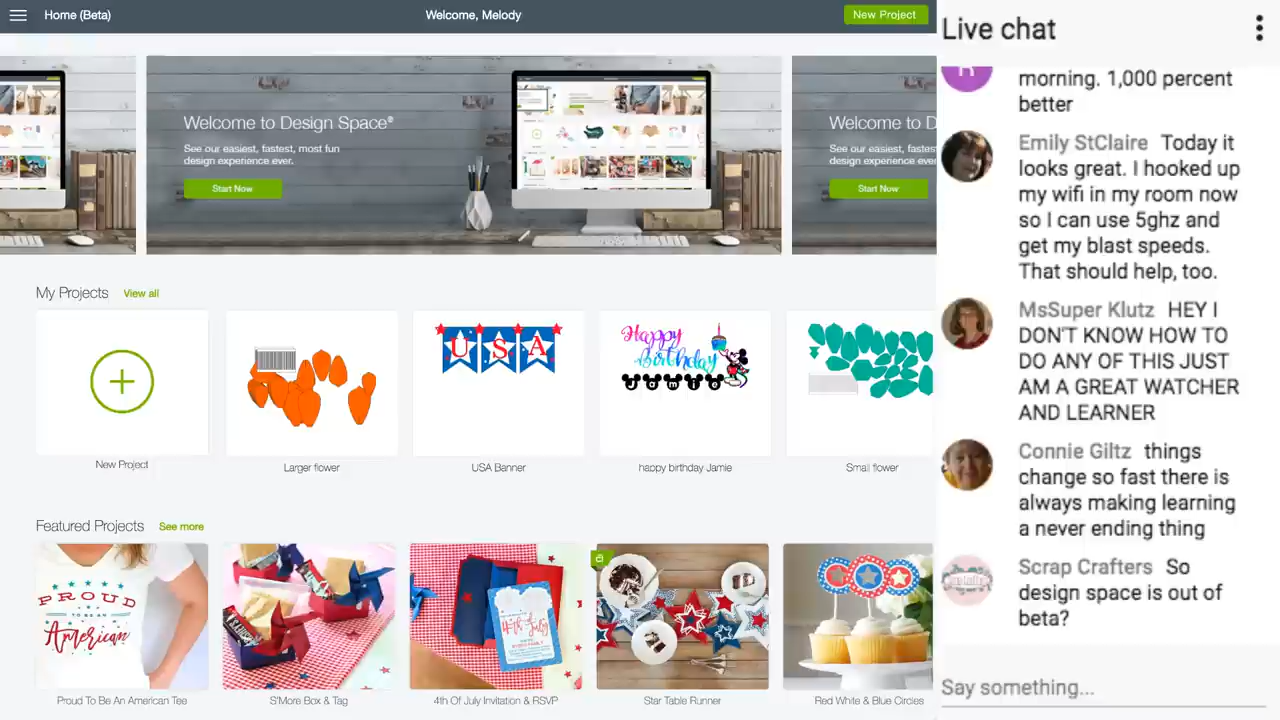 Home (Beta)
Welcome, Melody
New Project
Welcome to Design Space®
See our easiest, fastest, most fun
design experience ever.
Start Now
Welcome to D
See our easiest, fastes
design experience eve
Start Now
My Projects View all
New Project
Larger flower
USA
USA Banner
Happy
Birthday
Jamie
happy birthday Jamie
Small flower
Featured Projects See more
PROUD
TO BE AN
American
Proud To Be An American Tee
S'More Box & Tag
4th Of July Invitation & RSVP
Star Table Runner
Red White & Blue Circles
Live chat
morning. 1,000 percent
better
Emily StClaire Today it
looks great. I hooked up
my wifi in my room now
so I can use 5ghz and
get my blast speeds.
That should help, too.
MsSuper Klutz HEY I
DON'T KNOW HOW TO
DO ANY OF THIS JUST
AM A GREAT WATCHER
AND LEARNER
Connie Giltz things
change so fast there is
always making learning
a never ending thing
Scrap Crafters So
design space is out of
beta?
Say something...